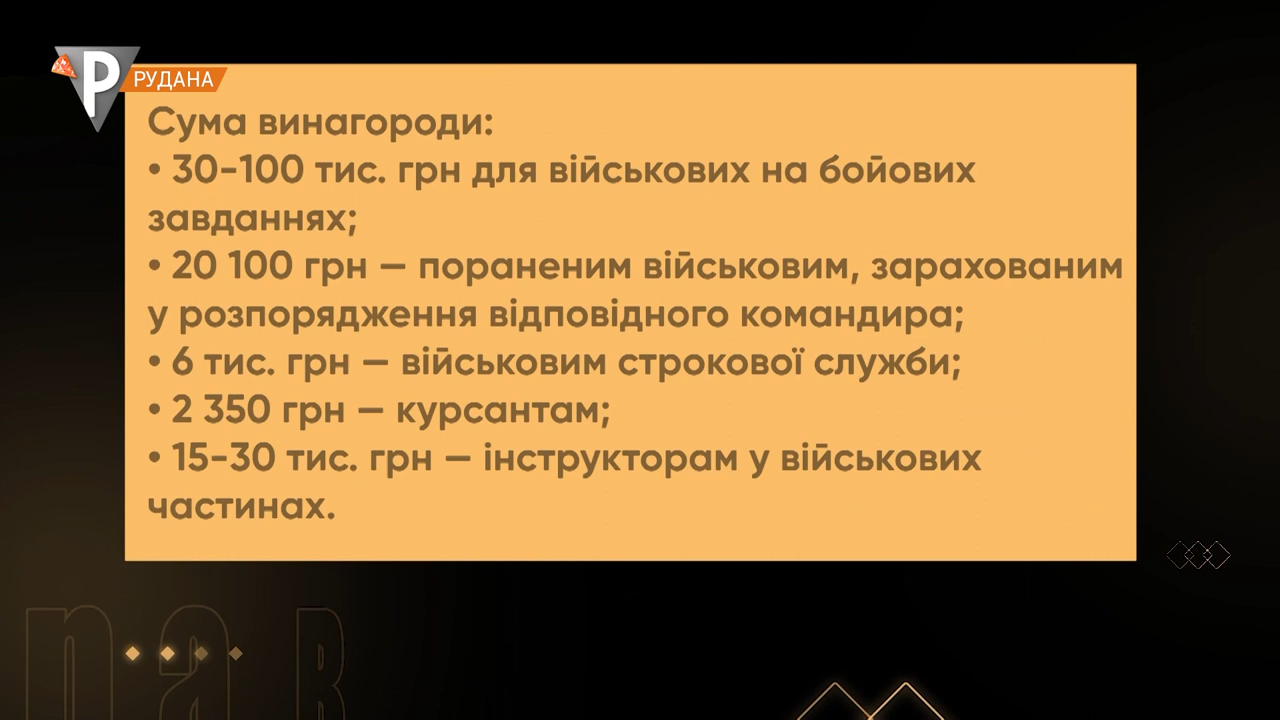 РУДАНА
Сума винагороди:
• 30-100 тис. грн для військових на бойових
завданнях;
• 20 100 грн — пораненим військовим, зарахованим
у розпорядження відповідного командира;
• 6 тис. грн — військовим строкової служби;
• 2 350 грн — курсантам;
• 15-30 тис. грн — інструкторам у військових
частинах.